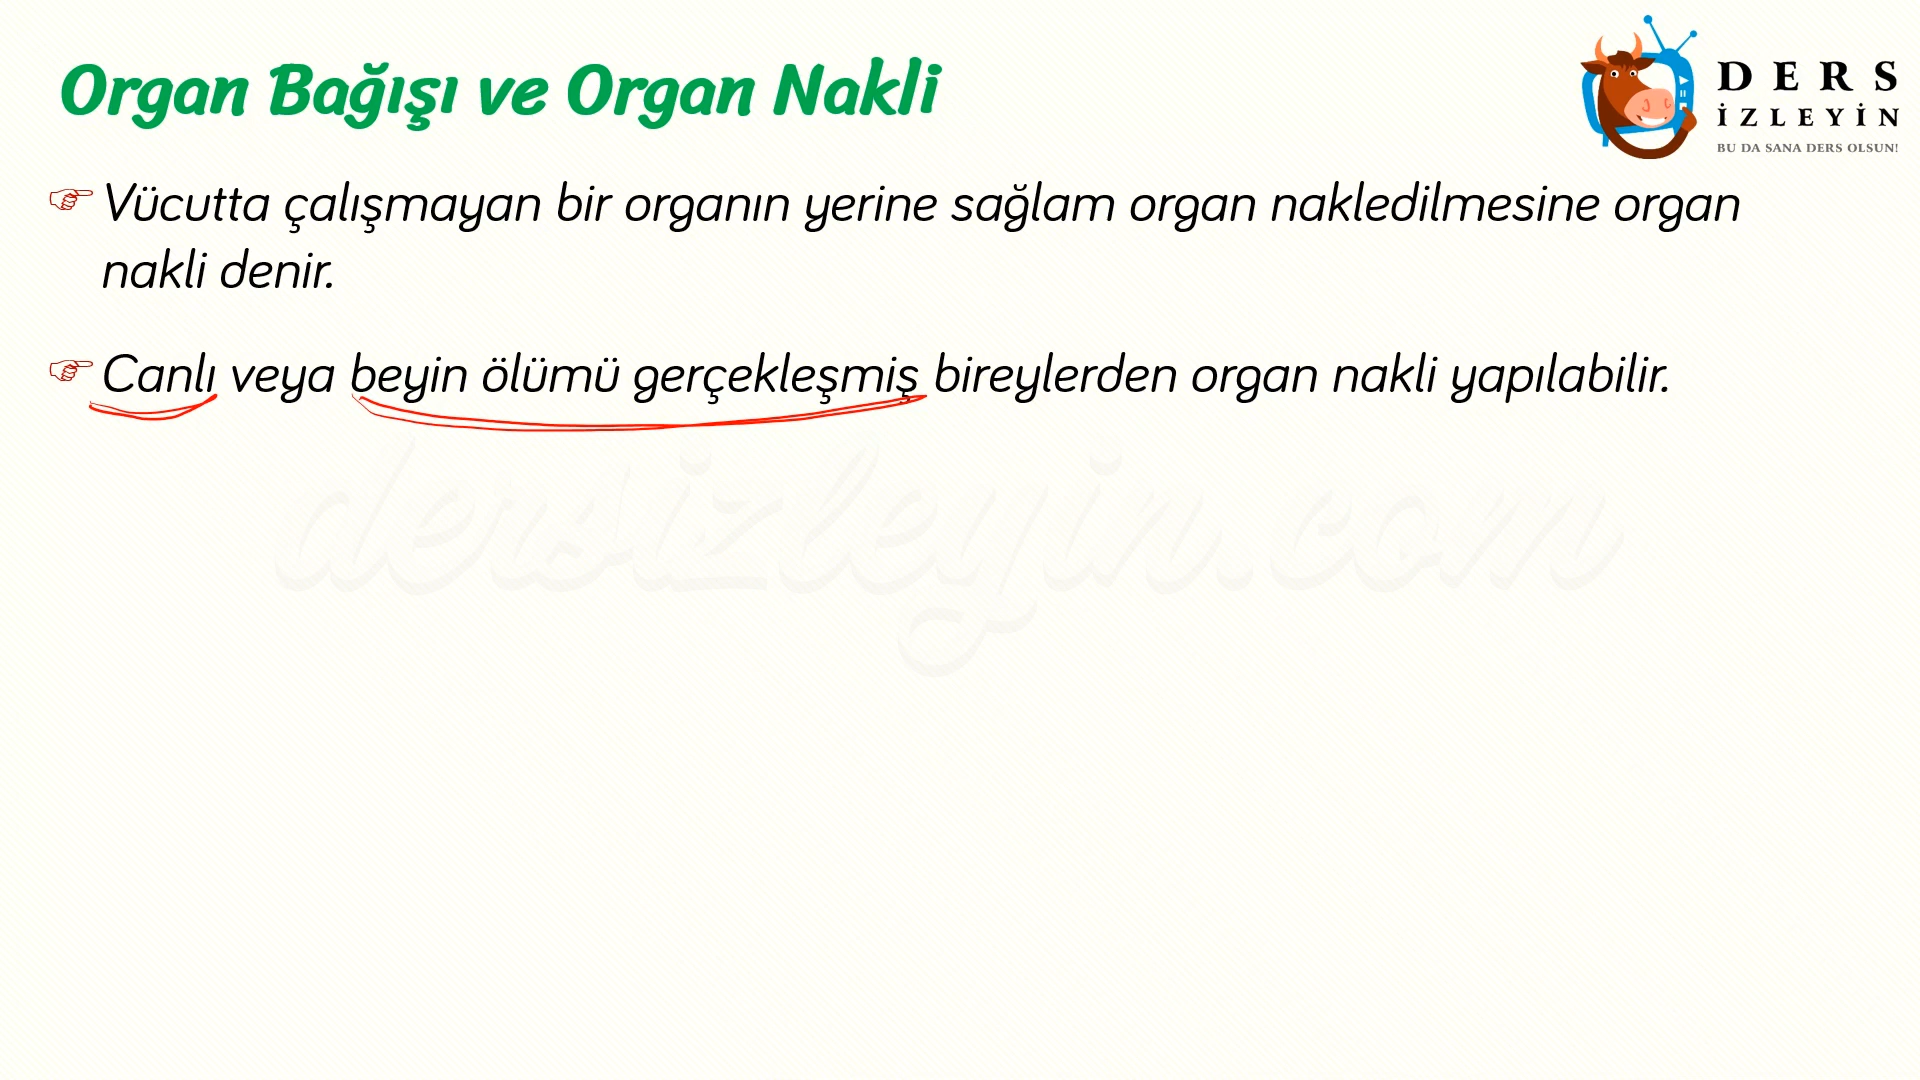 Organ Bağışı ve Organ Nakli
DERS
İZLEYİN
BU DA SANA DERS OLSUN!
Vücutta çalışmayan bir organın yerine sağlam organ nakledilmesine organ
nakli denir.
Canlı veya beyin ölümü gerçekleşmiş bireylerden organ nakli yapılabilir.
dersizleyin.com